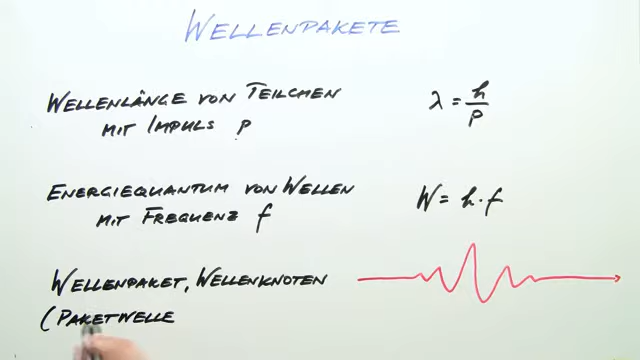 WELLENPAKETE
WELLENLÄNGE VON TEILCHEN
MIT IMPULS p
λ = h/p
ENERGIEQUANTUM VON WELLEN
MIT FREQUENZ f
W = h · f
WELLENPAKET, WELLENKNOTEN
(PAKETWELLE